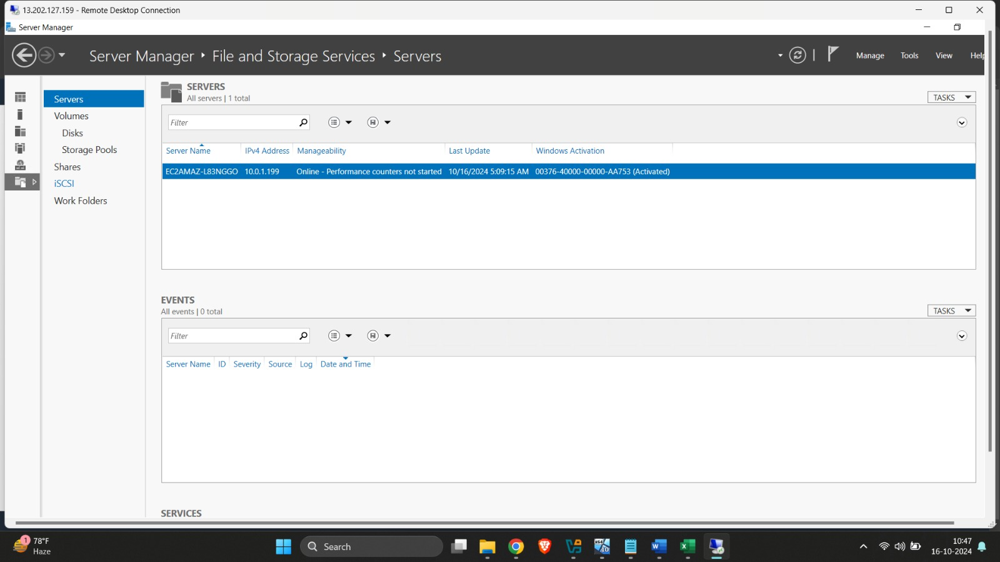 13.202.127.159 - Remote Desktop Connection
Server Manager
Server Manager ‣ File and Storage Services ‣ Servers
Manage Tools View Help
Servers
Volumes
Disks
Storage Pools
Shares
iSCSI
Work Folders
SERVERS
All servers | 1 total
TASKS
Filter
Server Name IPv4 Address Manageability Last Update Windows Activation
EC2AMAZ-L83NGGO 10.0.1.199 Online - Performance counters not started 10/16/2024 5:09:15 AM 00376-40000-00000-AA753 (Activated)
EVENTS
All events | 0 total
TASKS
Filter
Server Name ID Severity Source Log Date and Time
SERVICES
1
78°F
Haze
Search
x64
10
10:47
16-10-2024